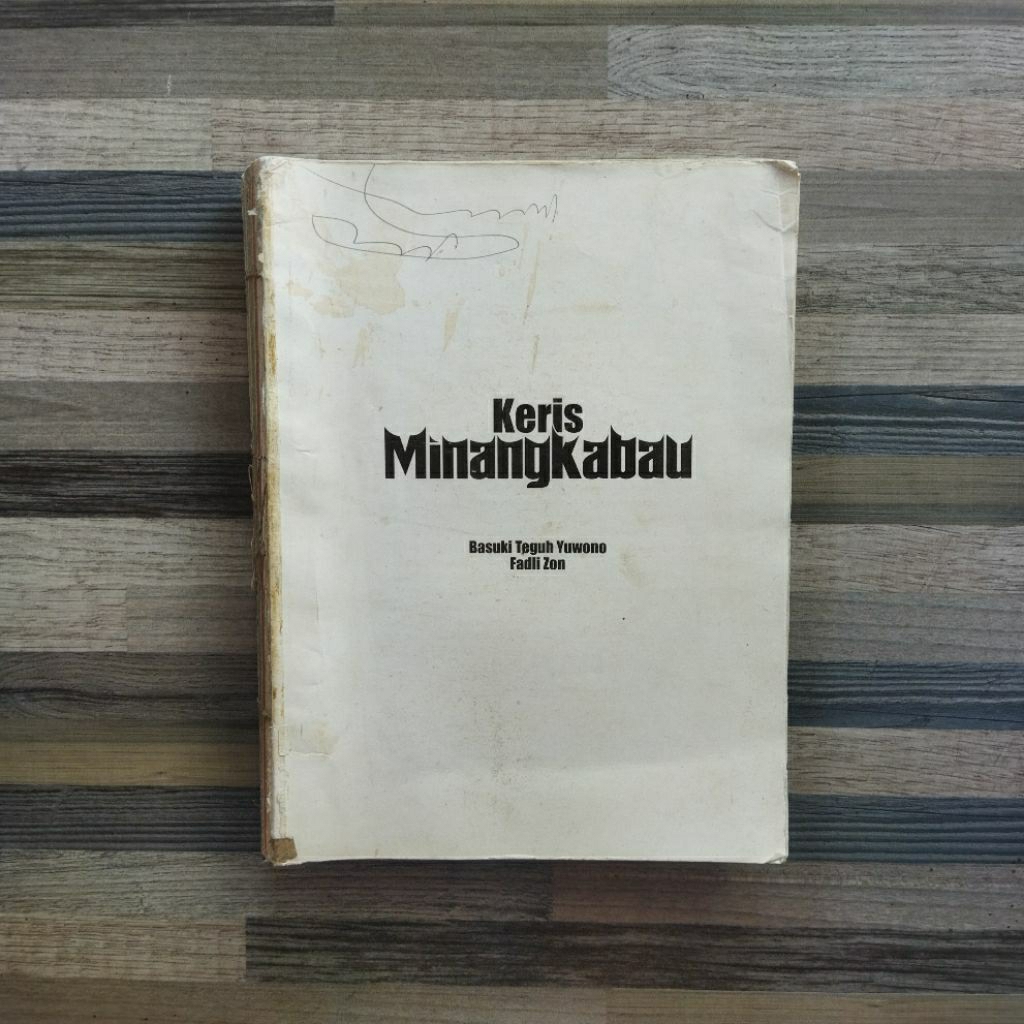 Keris
Minangkabau
Basuki Teguh Yuwono
Fadli Zon